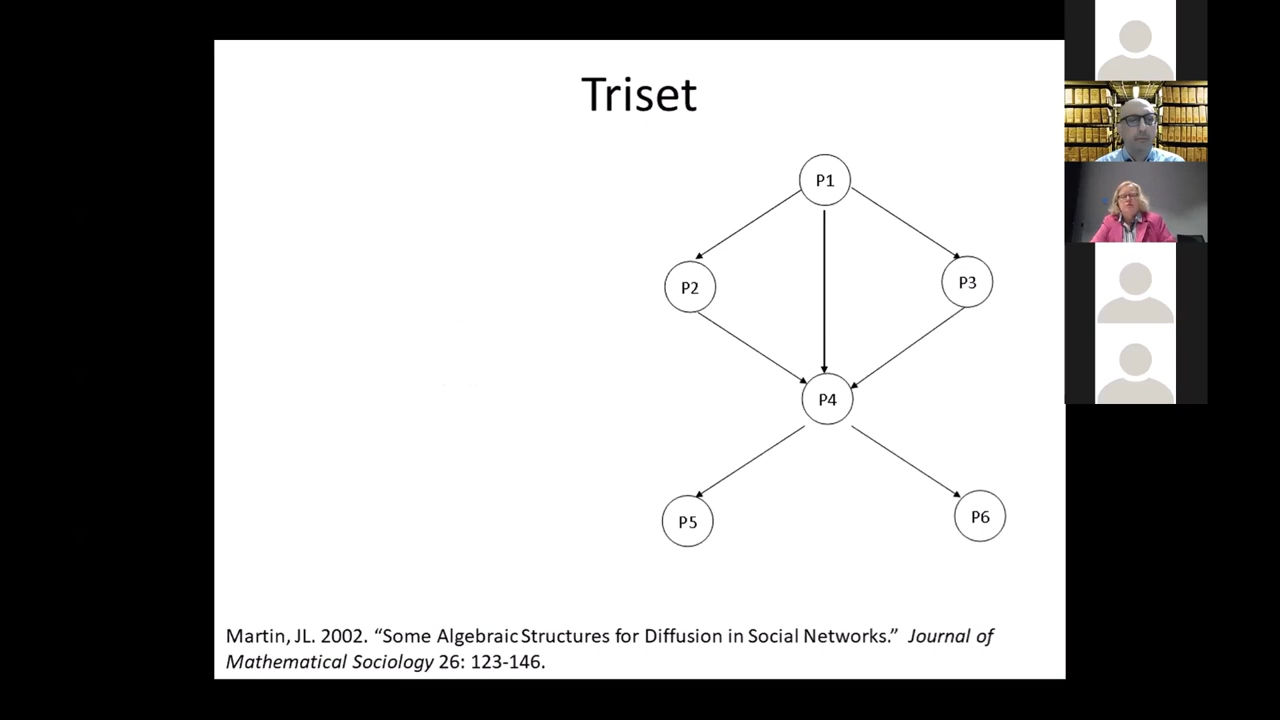 Triset
P1
P2
P3
P4
P5
P6
Martin, JL. 2002. “Some Algebraic Structures for Diffusion in Social Networks.” Journal of
Mathematical Sociology 26: 123-146.